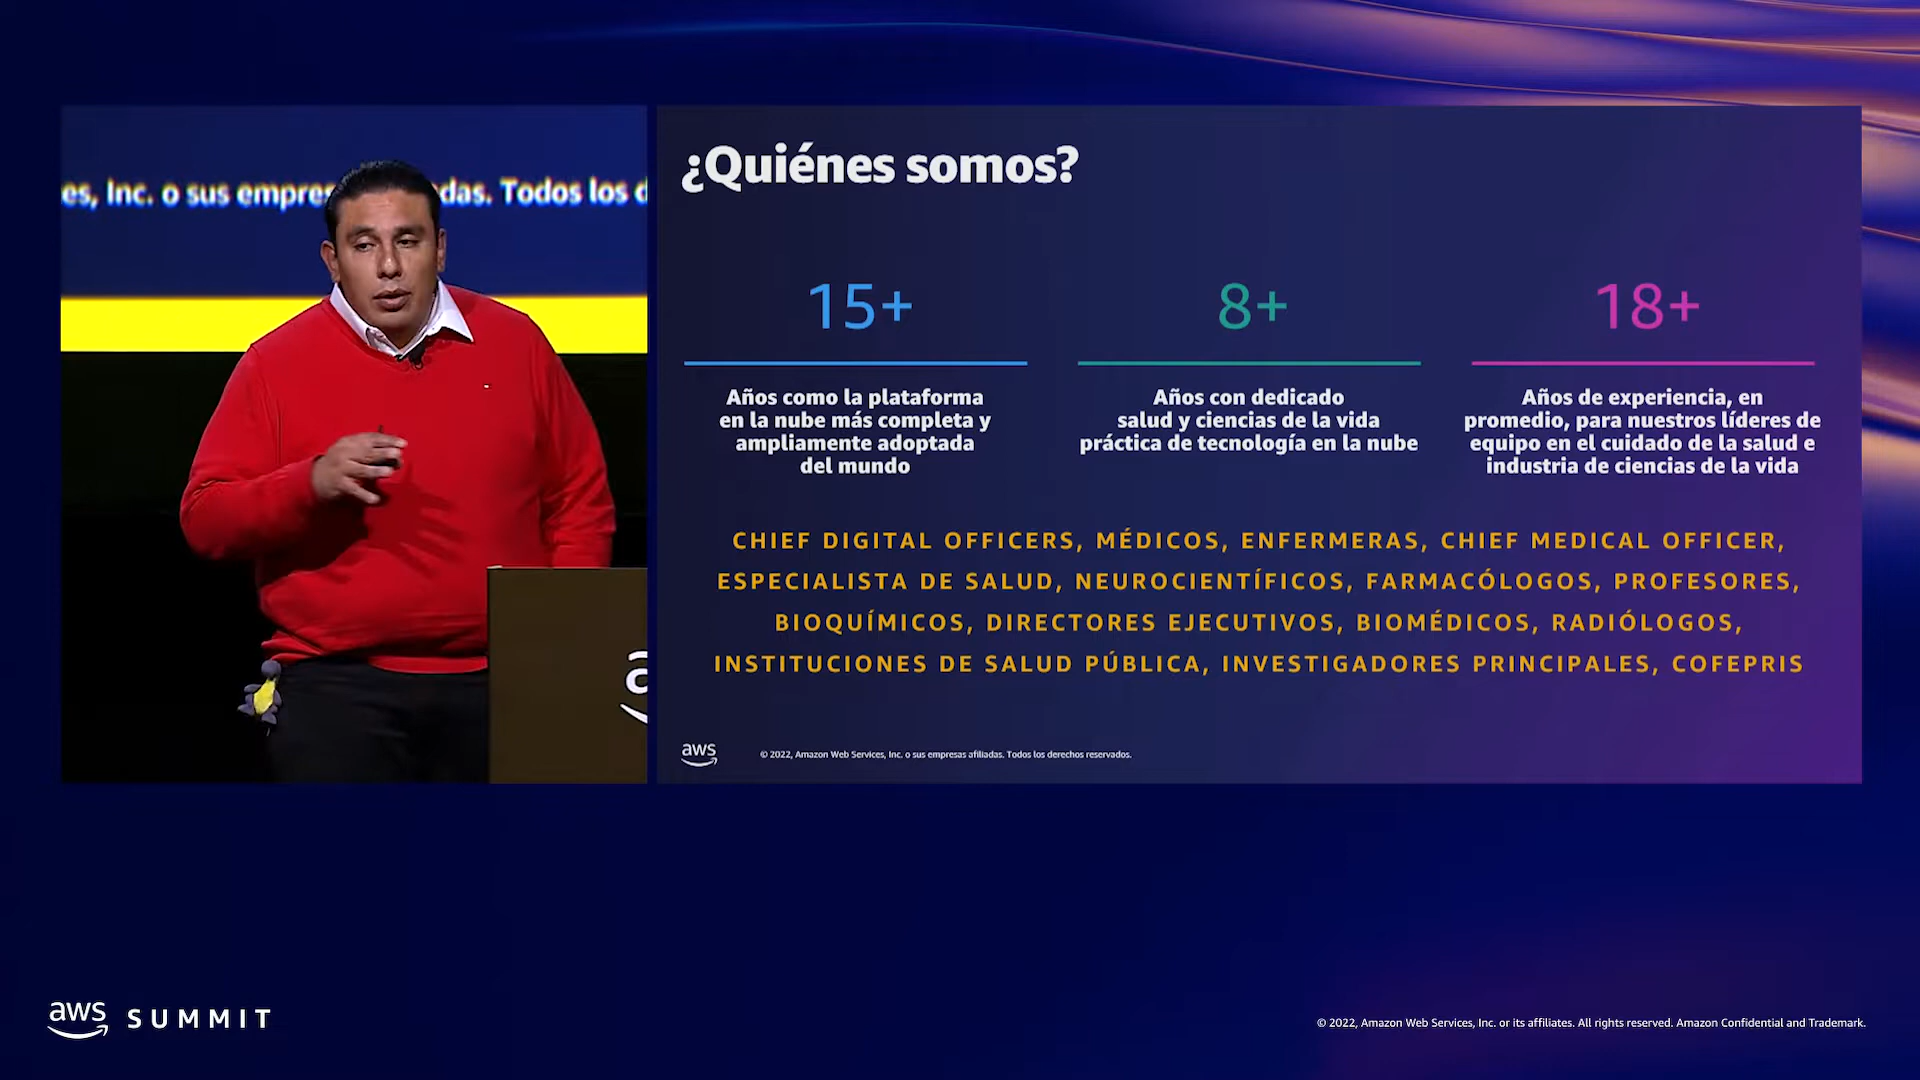 es, Inc. o sus empre das. Todos los d
¿Quiénes somos?
15+
Años como la plataforma
en la nube más completa y
ampliamente adoptada
del mundo
8+
Años con dedicado
salud y ciencias de la vida
práctica de tecnología en la nube
18+
Años de experiencia, en
promedio, para nuestros líderes de
equipo en el cuidado de la salud e
industria de ciencias de la vida
CHIEF DIGITAL OFFICERS, MÉDICOS, ENFERMERAS, CHIEF MEDICAL OFFICER,
ESPECIALISTA DE SALUD, NEUROCIENTÍFICOS, FARMACÓLOGOS, PROFESORES,
BIOQUÍMICOS, DIRECTORES EJECUTIVOS, BIOMÉDICOS, RADIÓLOGOS,
INSTITUCIONES DE SALUD PÚBLICA, INVESTIGADORES PRINCIPALES, COFEPRIS
aws
© 2022, Amazon Web Services, Inc. o sus empresas afiliadas. Todos los derechos reservados.
a
aws SUMMIT
© 2022, Amazon Web Services, Inc. or its affiliates. All rights reserved. Amazon Confidential and Trademark.